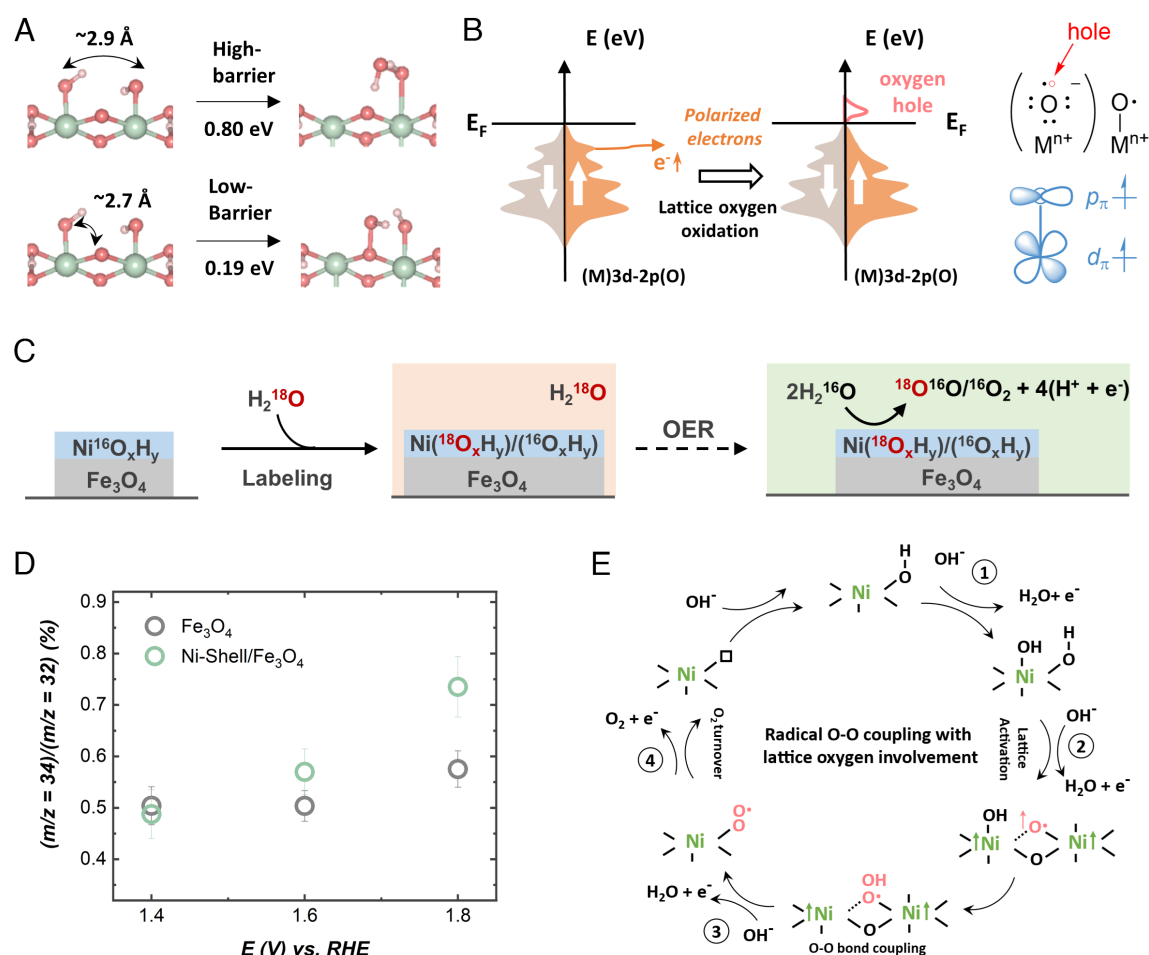 A
~2.9 Å
High-
barrier
0.80 eV
~2.7 Å
Low-
Barrier
0.19 eV
B
E (eV)
E_F
Polarized
electrons
e⁻
Lattice oxygen
oxidation
(M)3d-2p(O)
E (eV)
oxygen
hole
E_F
(M)3d-2p(O)
hole
:O: −
Mⁿ⁺
O•
Mⁿ⁺
p_π
d_π
C
Ni¹⁶OₓHᵧ
Fe₃O₄
H₂¹⁸O
Labeling
H₂¹⁸O
Ni(¹⁸OₓHᵧ)/(¹⁶OₓHᵧ)
Fe₃O₄
OER
2H₂¹⁶O
¹⁸O¹⁶O/¹⁶O₂ + 4(H⁺ + e⁻)
Ni(¹⁸OₓHᵧ)/(¹⁶OₓHᵧ)
Fe₃O₄
D
(m/z = 34)/(m/z = 32) (%)
0.9
0.8
0.7
0.6
0.5
0.4
Fe₃O₄
Ni-Shell/Fe₃O₄
1.4
1.6
1.8
E (V) vs. RHE
E
H
O
Ni
OH⁻
1
H₂O+ e⁻
OH
H
O
Ni
Lattice
Activation
OH⁻
2
H₂O + e⁻
OH
Ni
O•
O
Ni
OH
O•
Ni
O
Ni
O-O bond coupling
OH⁻
3
H₂O + e⁻
O•
O
Ni
4
O₂ + e⁻
O₂ turnover
Ni
OH⁻
Radical O-O coupling with
lattice oxygen involvement